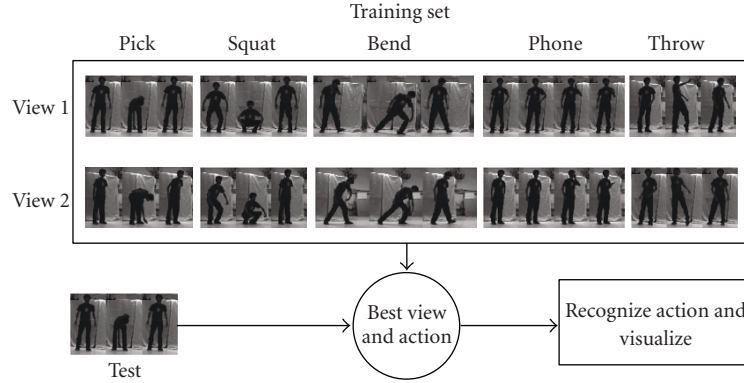 Training set
Pick Squat Bend Phone Throw
View 1
View 2
Best view
and action
Recognize action and
visualize
Test